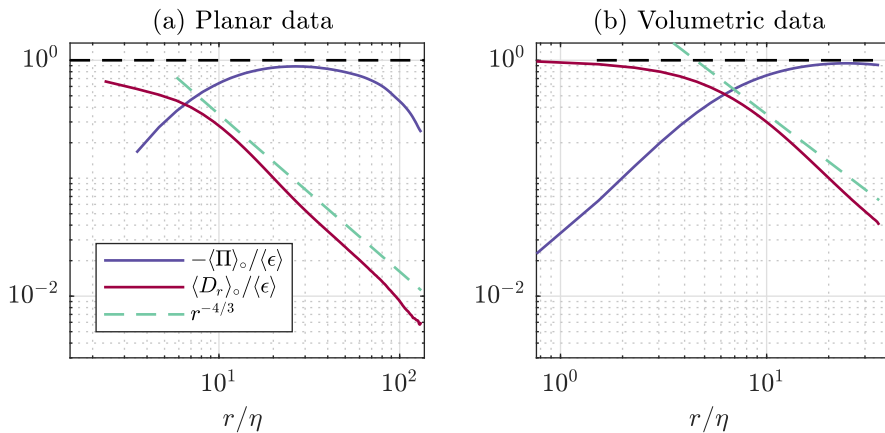 (a) Planar data
(b) Volumetric data
10^0
10^-2
10^1
10^2
r/η
−⟨Π⟩∘/⟨ϵ⟩
⟨D_r⟩∘/⟨ϵ⟩
r^−4/3
10^0
10^-2
10^0
10^1
r/η